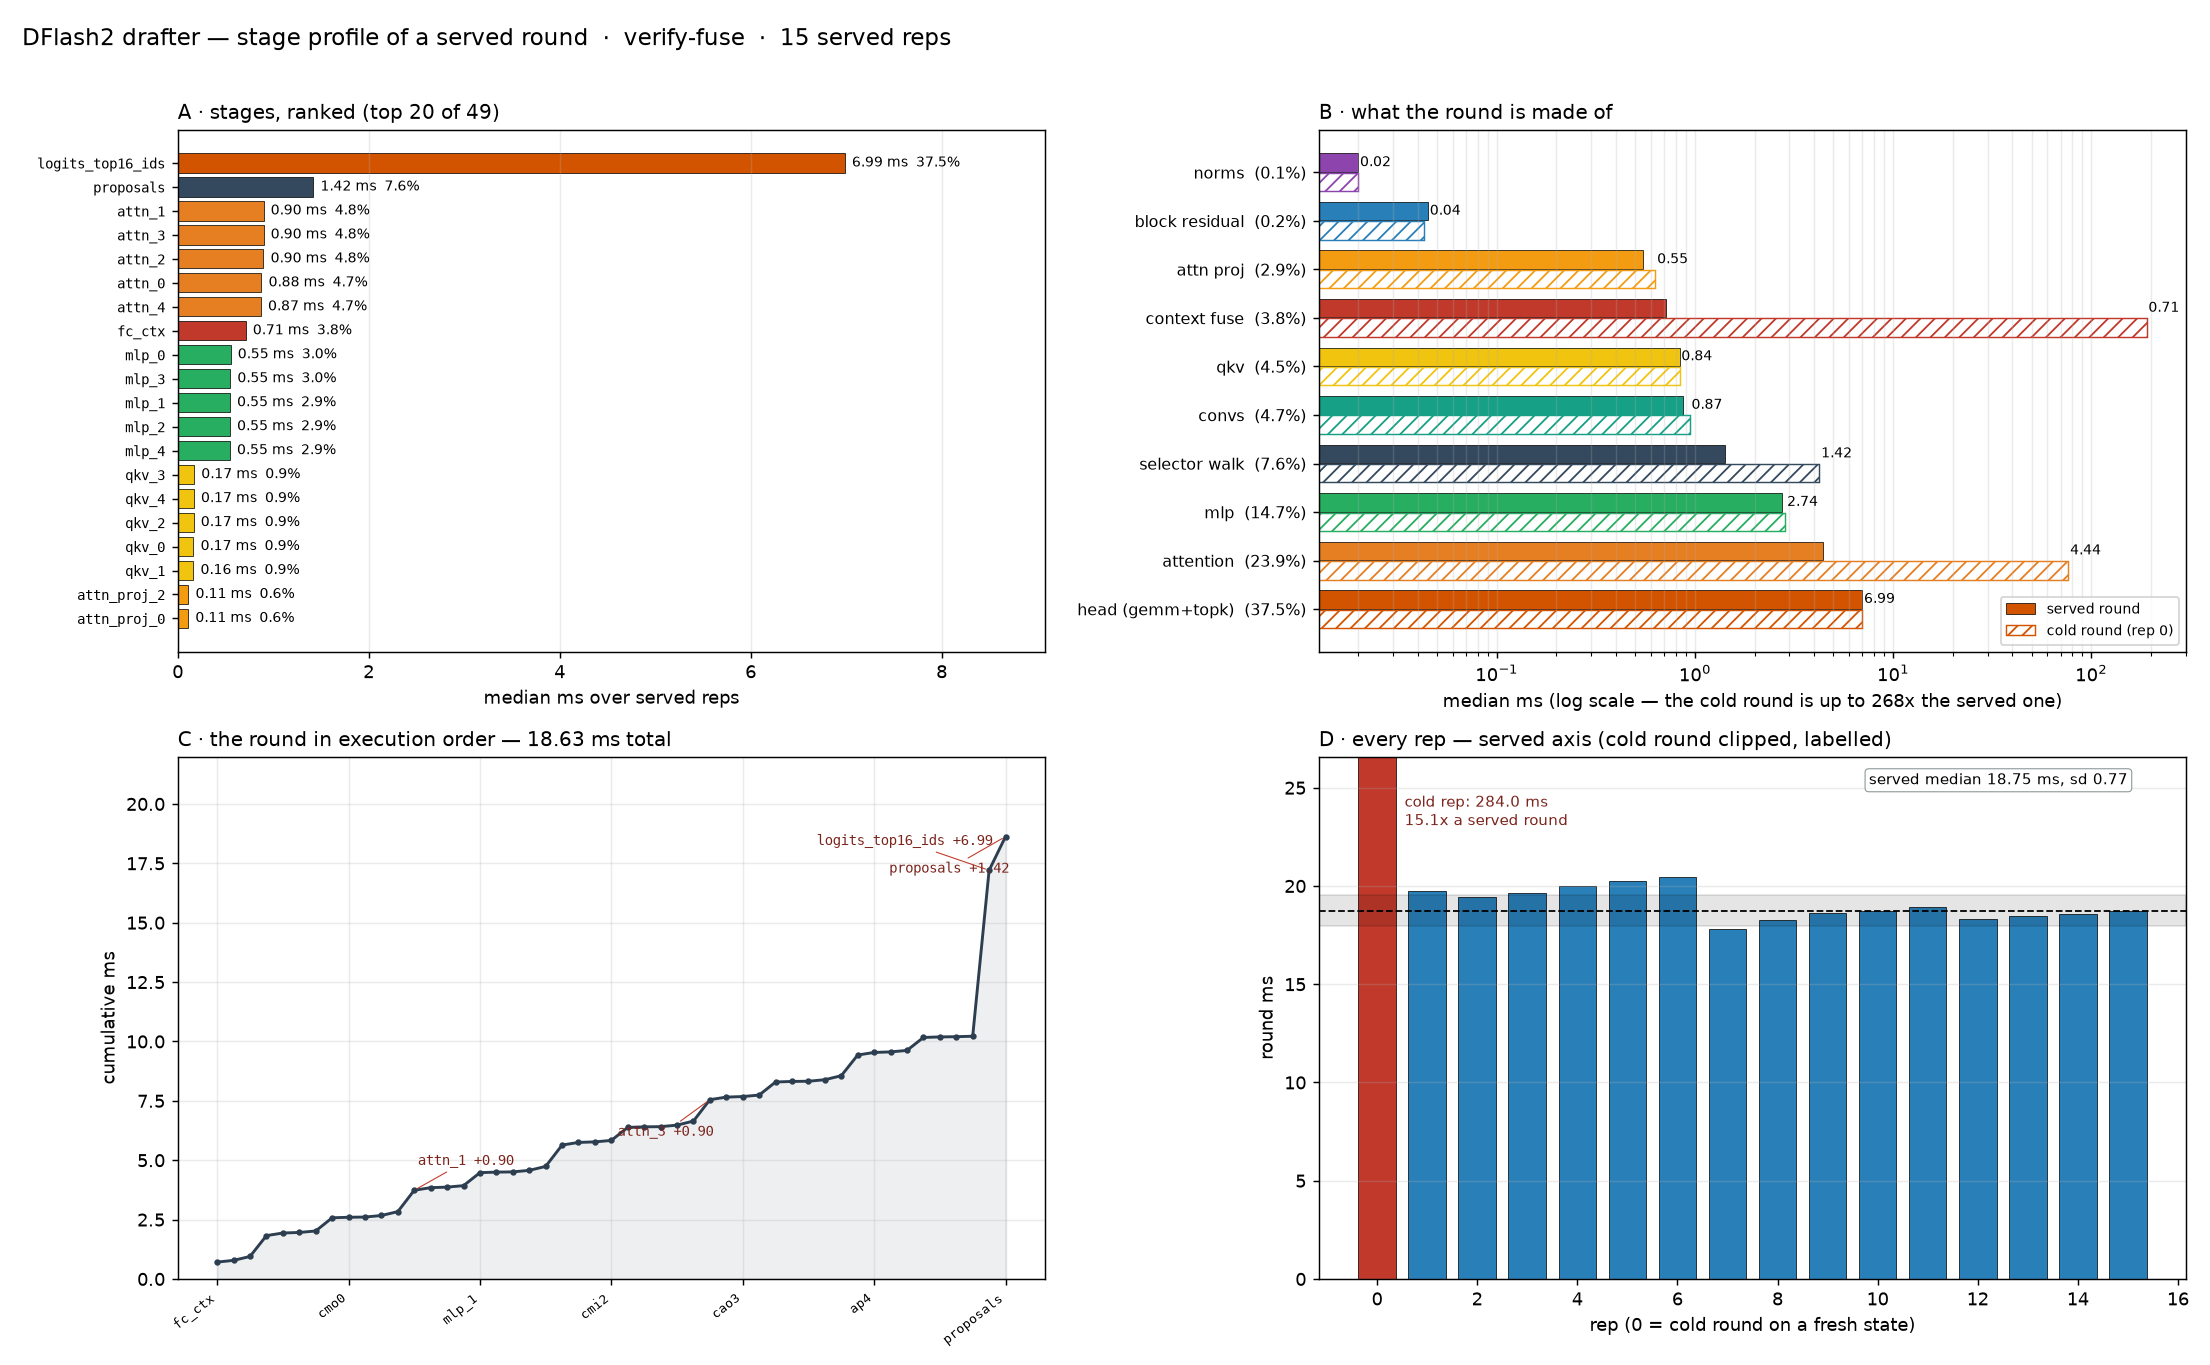 DFlash2 drafter — stage profile of a served round · verify-fuse · 15 served reps
A · stages, ranked (top 20 of 49)
logits_top16_ids 6.99 ms 37.5%
proposals 1.42 ms 7.6%
attn_1 0.90 ms 4.8%
attn_3 0.90 ms 4.8%
attn_2 0.90 ms 4.8%
attn_0 0.88 ms 4.7%
attn_4 0.87 ms 4.7%
fc_ctx 0.71 ms 3.8%
mlp_0 0.55 ms 3.0%
mlp_3 0.55 ms 3.0%
mlp_1 0.55 ms 2.9%
mlp_2 0.55 ms 2.9%
mlp_4 0.55 ms 2.9%
qkv_3 0.17 ms 0.9%
qkv_4 0.17 ms 0.9%
qkv_2 0.17 ms 0.9%
qkv_0 0.17 ms 0.9%
qkv_1 0.16 ms 0.9%
attn_proj_2 0.11 ms 0.6%
attn_proj_0 0.11 ms 0.6%
0 2 4 6 8
median ms over served reps
B · what the round is made of
norms (0.1%) 0.02
block residual (0.2%) 0.04
attn proj (2.9%) 0.55
context fuse (3.8%) 0.71
qkv (4.5%) 0.84
convs (4.7%) 0.87
selector walk (7.6%) 1.42
mlp (14.7%) 2.74
attention (23.9%) 4.44
head (gemm+topk) (37.5%) 6.99
served round
cold round (rep 0)
10⁻¹ 10⁰ 10¹ 10²
median ms (log scale — the cold round is up to 268x the served one)
C · the round in execution order — 18.63 ms total
cumulative ms
20.0
17.5
15.0
12.5
10.0
7.5
5.0
2.5
0.0
logits_top16_ids +6.99
proposals +1.42
attn_3 +0.90
attn_1 +0.90
fc_ctx cmo0 mlp_1 cmi2 cao3 ap4 proposals
D · every rep — served axis (cold round clipped, labelled)
served median 18.75 ms, sd 0.77
cold rep: 284.0 ms
15.1x a served round
round ms
25
20
15
10
5
0
0 2 4 6 8 10 12 14 16
rep (0 = cold round on a fresh state)